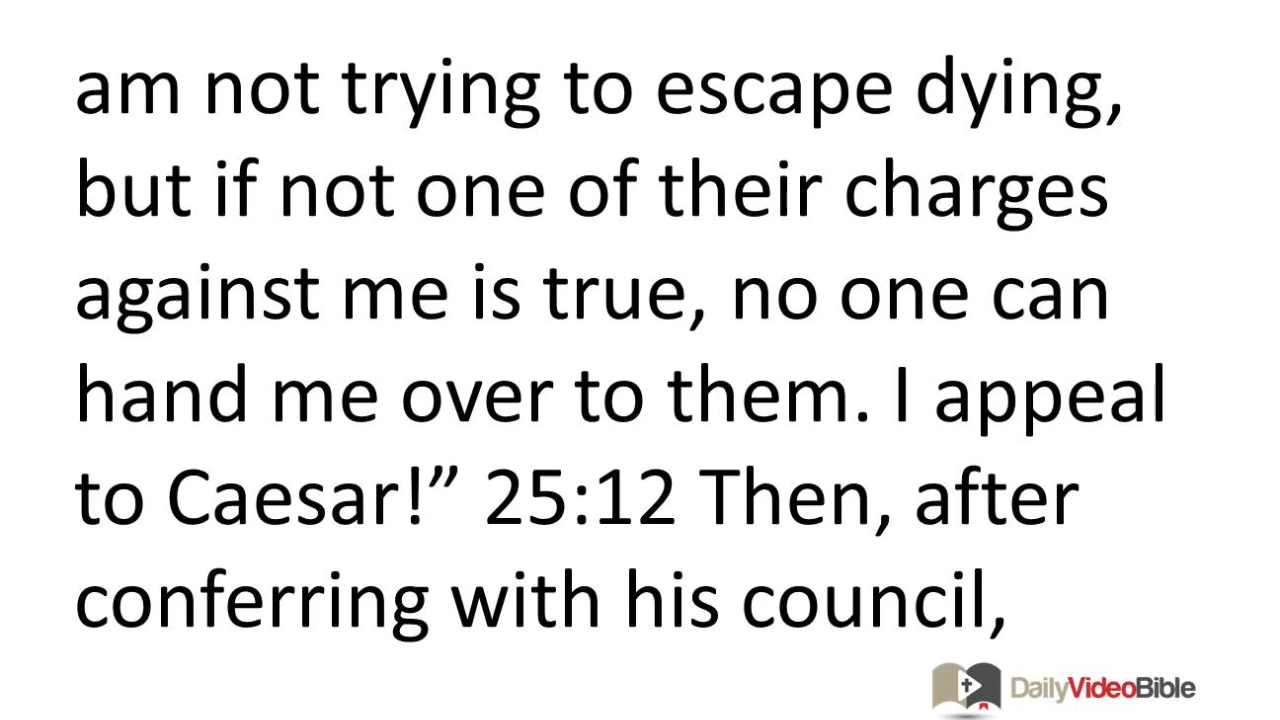 am not trying to escape dying,
but if not one of their charges
against me is true, no one can
hand me over to them. I appeal
to Caesar!” 25:12 Then, after
conferring with his council,
DailyVideoBible